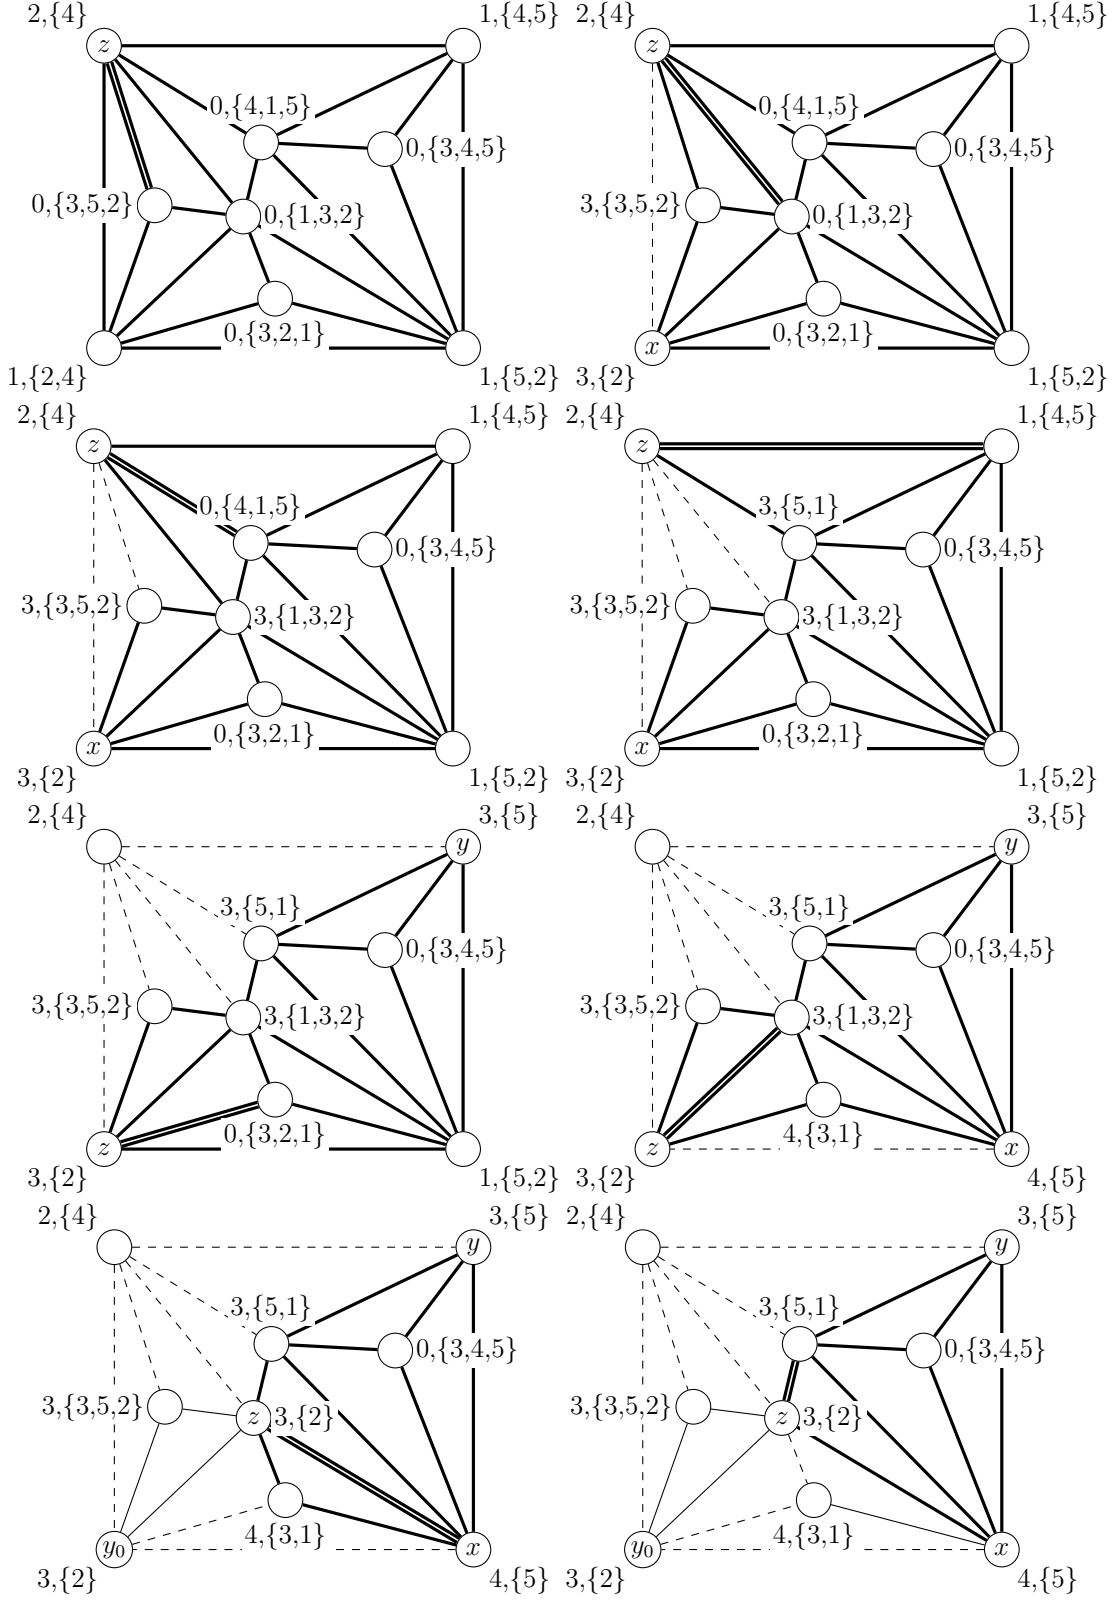 2,{4} 1,{4,5} 2,{4} 1,{4,5}
z z
0,{4,1,5} 0,{4,1,5}
0,{3,4,5} 0,{3,4,5}
0,{3,5,2} 0,{1,3,2} 3,{3,5,2} 0,{1,3,2}
0,{3,2,1} 0,{3,2,1}
x
1,{2,4} 1,{5,2} 3,{2} 1,{5,2}
2,{4} 1,{4,5} 2,{4} 1,{4,5}
z z
0,{4,1,5} 3,{5,1}
0,{3,4,5} 0,{3,4,5}
3,{3,5,2} 3,{1,3,2} 3,{3,5,2} 3,{1,3,2}
0,{3,2,1} 0,{3,2,1}
x x
3,{2} 1,{5,2} 3,{2} 1,{5,2}
2,{4} 3,{5} 2,{4} 3,{5}
y y
3,{5,1} 3,{5,1}
0,{3,4,5} 0,{3,4,5}
3,{3,5,2} 3,{1,3,2} 3,{3,5,2} 3,{1,3,2}
0,{3,2,1} 4,{3,1}
z z x
3,{2} 1,{5,2} 3,{2} 4,{5}
2,{4} 3,{5} 2,{4} 3,{5}
y y
3,{5,1} 3,{5,1}
0,{3,4,5} 0,{3,4,5}
3,{3,5,2} z 3,{2} 3,{3,5,2} z 3,{2}
4,{3,1} 4,{3,1}
y₀ x y₀ x
3,{2} 4,{5} 3,{2} 4,{5}